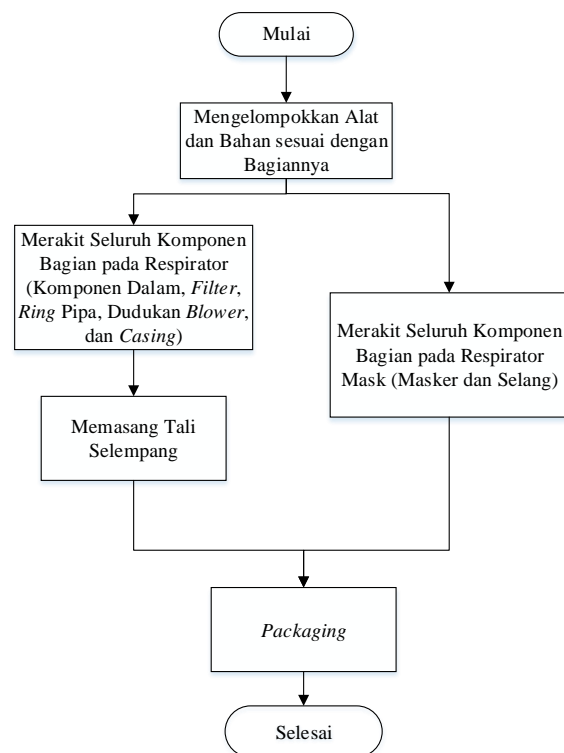 Mulai
Mengelompokkan Alat
dan Bahan sesuai dengan
Bagiannya
Merakit Seluruh Komponen
Bagian pada Respirator
(Komponen Dalam, Filter,
Ring Pipa, Dudukan Blower,
dan Casing)
Merakit Seluruh Komponen
Bagian pada Respirator
Mask (Masker dan Selang)
Memasang Tali
Selempang
Packaging
Selesai